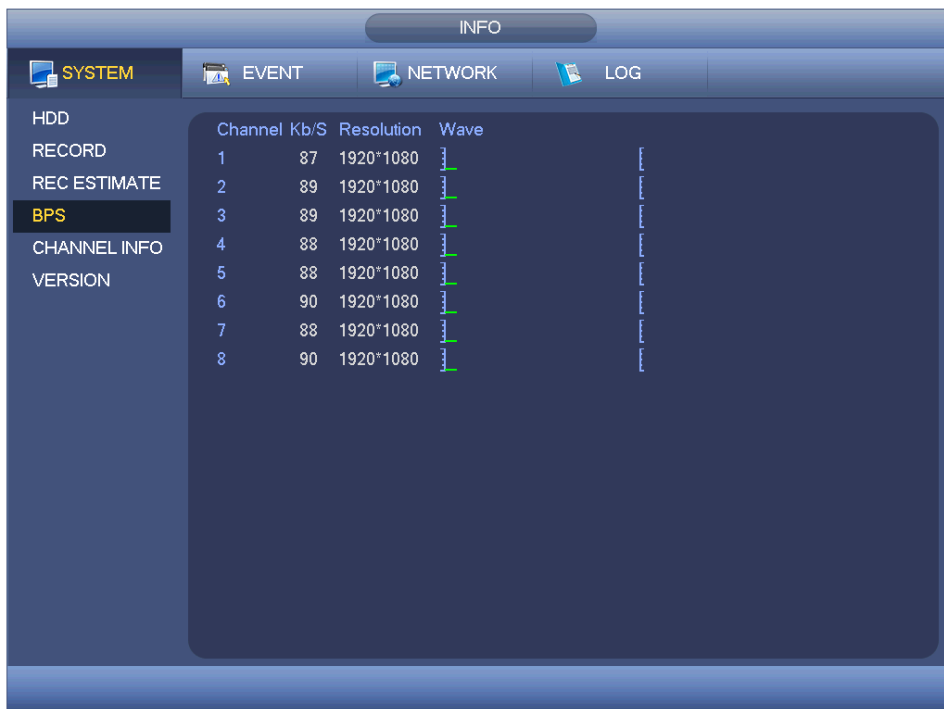 INFO
SYSTEM EVENT NETWORK LOG
HDD
RECORD
REC ESTIMATE
BPS
CHANNEL INFO
VERSION
Channel Kb/S Resolution Wave
1 87 1920*1080
2 89 1920*1080
3 89 1920*1080
4 88 1920*1080
5 88 1920*1080
6 90 1920*1080
7 88 1920*1080
8 90 1920*1080